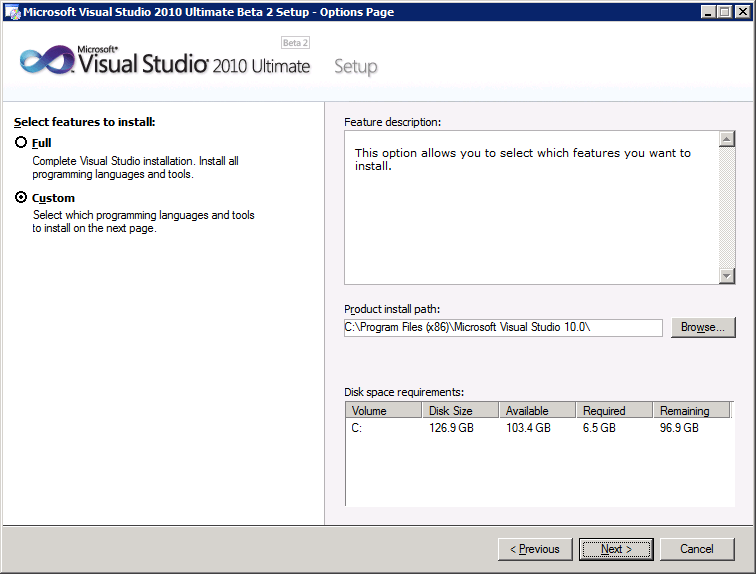 Microsoft Visual Studio 2010 Ultimate Beta 2 Setup - Options Page
Beta 2
Microsoft®
Visual Studio® 2010 Ultimate Setup
Select features to install:
Full
Complete Visual Studio installation. Install all
programming languages and tools.
Custom
Select which programming languages and tools
to install on the next page.
Feature description:
This option allows you to select which features you want to
install.
Product install path:
C:\Program Files (x86)\Microsoft Visual Studio 10.0\
Browse...
Disk space requirements:
Volume Disk Size Available Required Remaining
C: 126.9 GB 103.4 GB 6.5 GB 96.9 GB
< Previous Next > Cancel